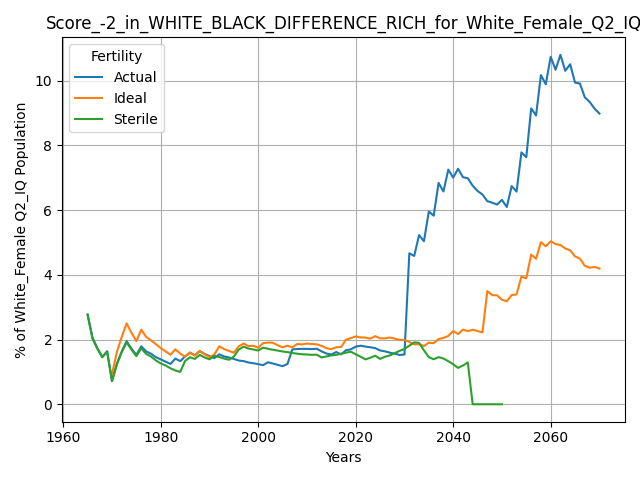 Score_-2_in_WHITE_BLACK_DIFFERENCE_RICH_for_White_Female_Q2_IQ
Fertility
Actual
Ideal
Sterile
% of White_Female Q2_IQ Population
10
8
6
4
2
0
1960
1980
2000
2020
2040
2060
Years